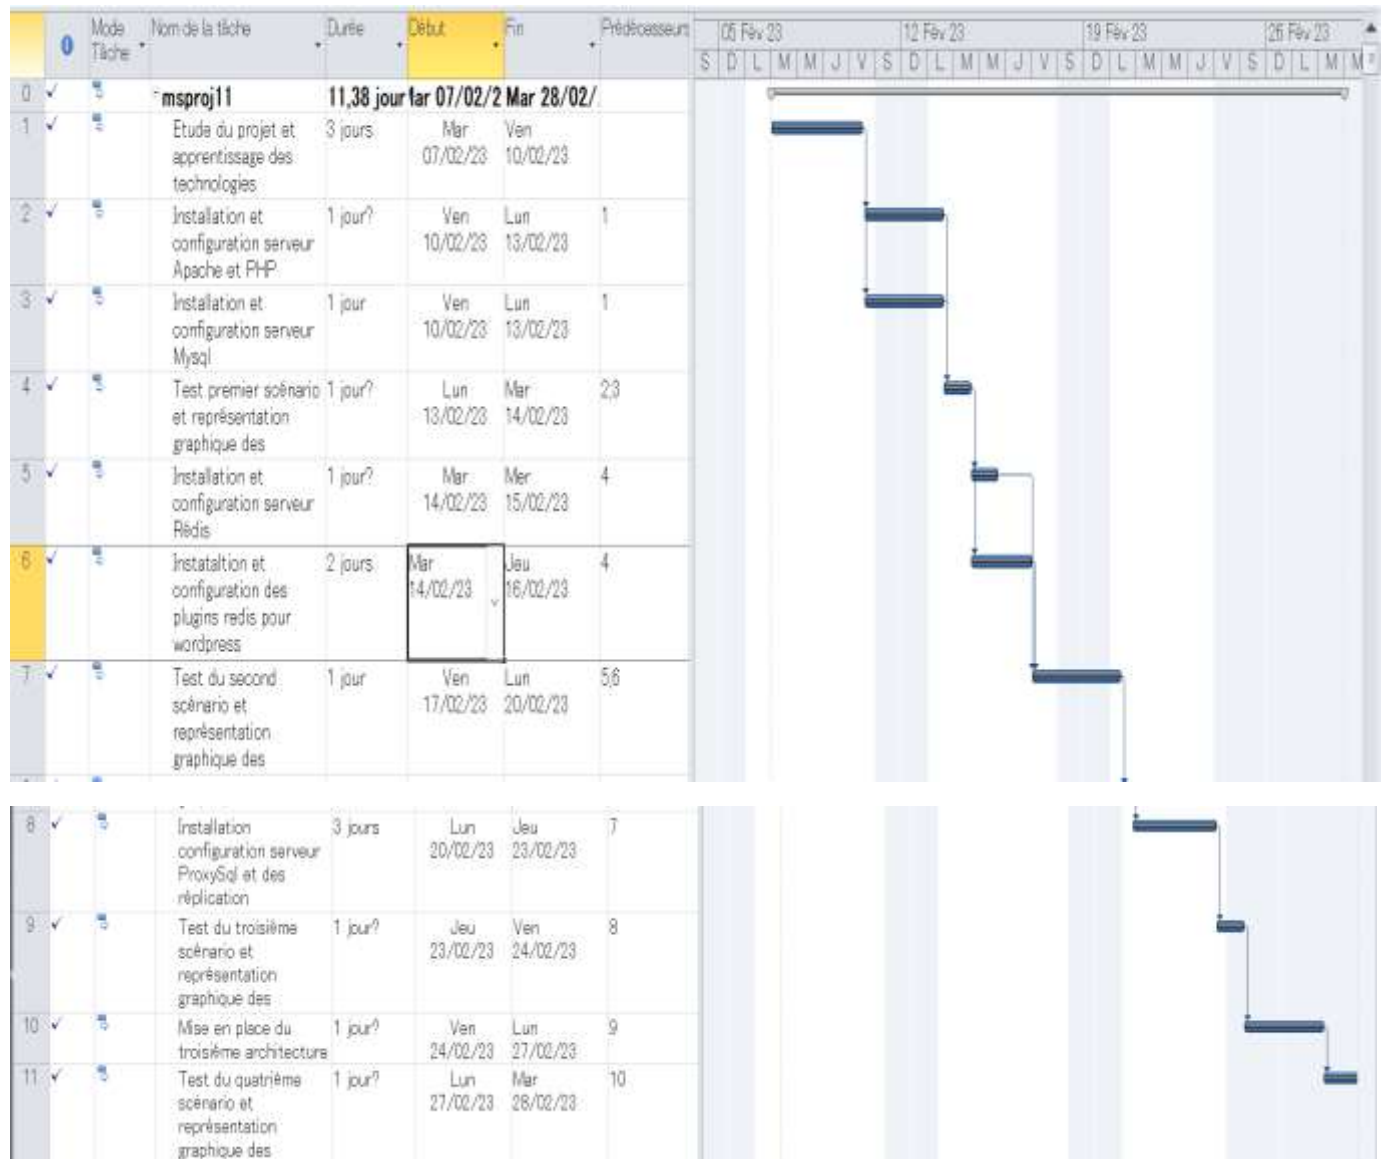 Mode Tâche
Nom de la tâche
Durée
Début
Fin
Prédécesseurs
05 Fév 23
12 Fév 23
19 Fév 23
26 Fév 23
S D L M M J V S D L M M J V S D L M M J V S D L M M
0 msproj11 11,38 jour Mar 07/02/2 Mar 28/02/
1 Etude du projet et 3 jours Mar Ven
apprentissage des 07/02/23 10/02/23
technologies
2 Installation et 1 jour? Ven Lun 1
configuration serveur 10/02/23 13/02/23
Apache et PHP
3 Installation et 1 jour Ven Lun 1
configuration serveur 10/02/23 13/02/23
Mysql
4 Test premier scénario 1 jour? Lun Mar 2;3
et représentation 13/02/23 14/02/23
graphique des
5 Installation et 1 jour? Mar Mer 4
configuration serveur 14/02/23 15/02/23
Rédis
6 Instataltion et 2 jours Mar Jeu 4
configuration des 14/02/23 16/02/23
plugins redis pour
wordpress
7 Test du second 1 jour Ven Lun 5;6
scénario et 17/02/23 20/02/23
représentation
graphique des
8 Installation 3 jours Lun Jeu 7
configuration serveur 20/02/23 23/02/23
ProxySql et des
réplication
9 Test du troisième 1 jour? Jeu Ven 8
scénario et 23/02/23 24/02/23
représentation
graphique des
10 Mise en place du 1 jour? Ven Lun 9
troisième architecture 24/02/23 27/02/23
11 Test du quatrième 1 jour? Lun Mar 10
scénario et 27/02/23 28/02/23
représentation
graphique des